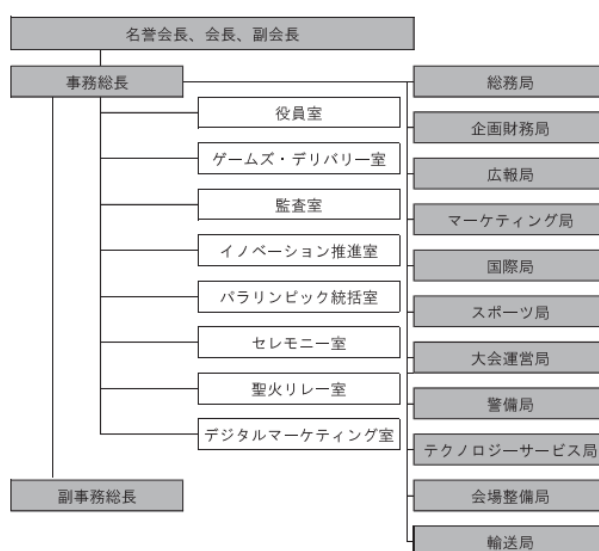 名誉会長、会長、副会長
事務総長
役員室
ゲームズ・デリバリー室
監査室
イノベーション推進室
パラリンピック統括室
セレモニー室
聖火リレー室
デジタルマーケティング室
副事務総長
総務局
企画財務局
広報局
マーケティング局
国際局
スポーツ局
大会運営局
警備局
テクノロジーサービス局
会場整備局
輸送局